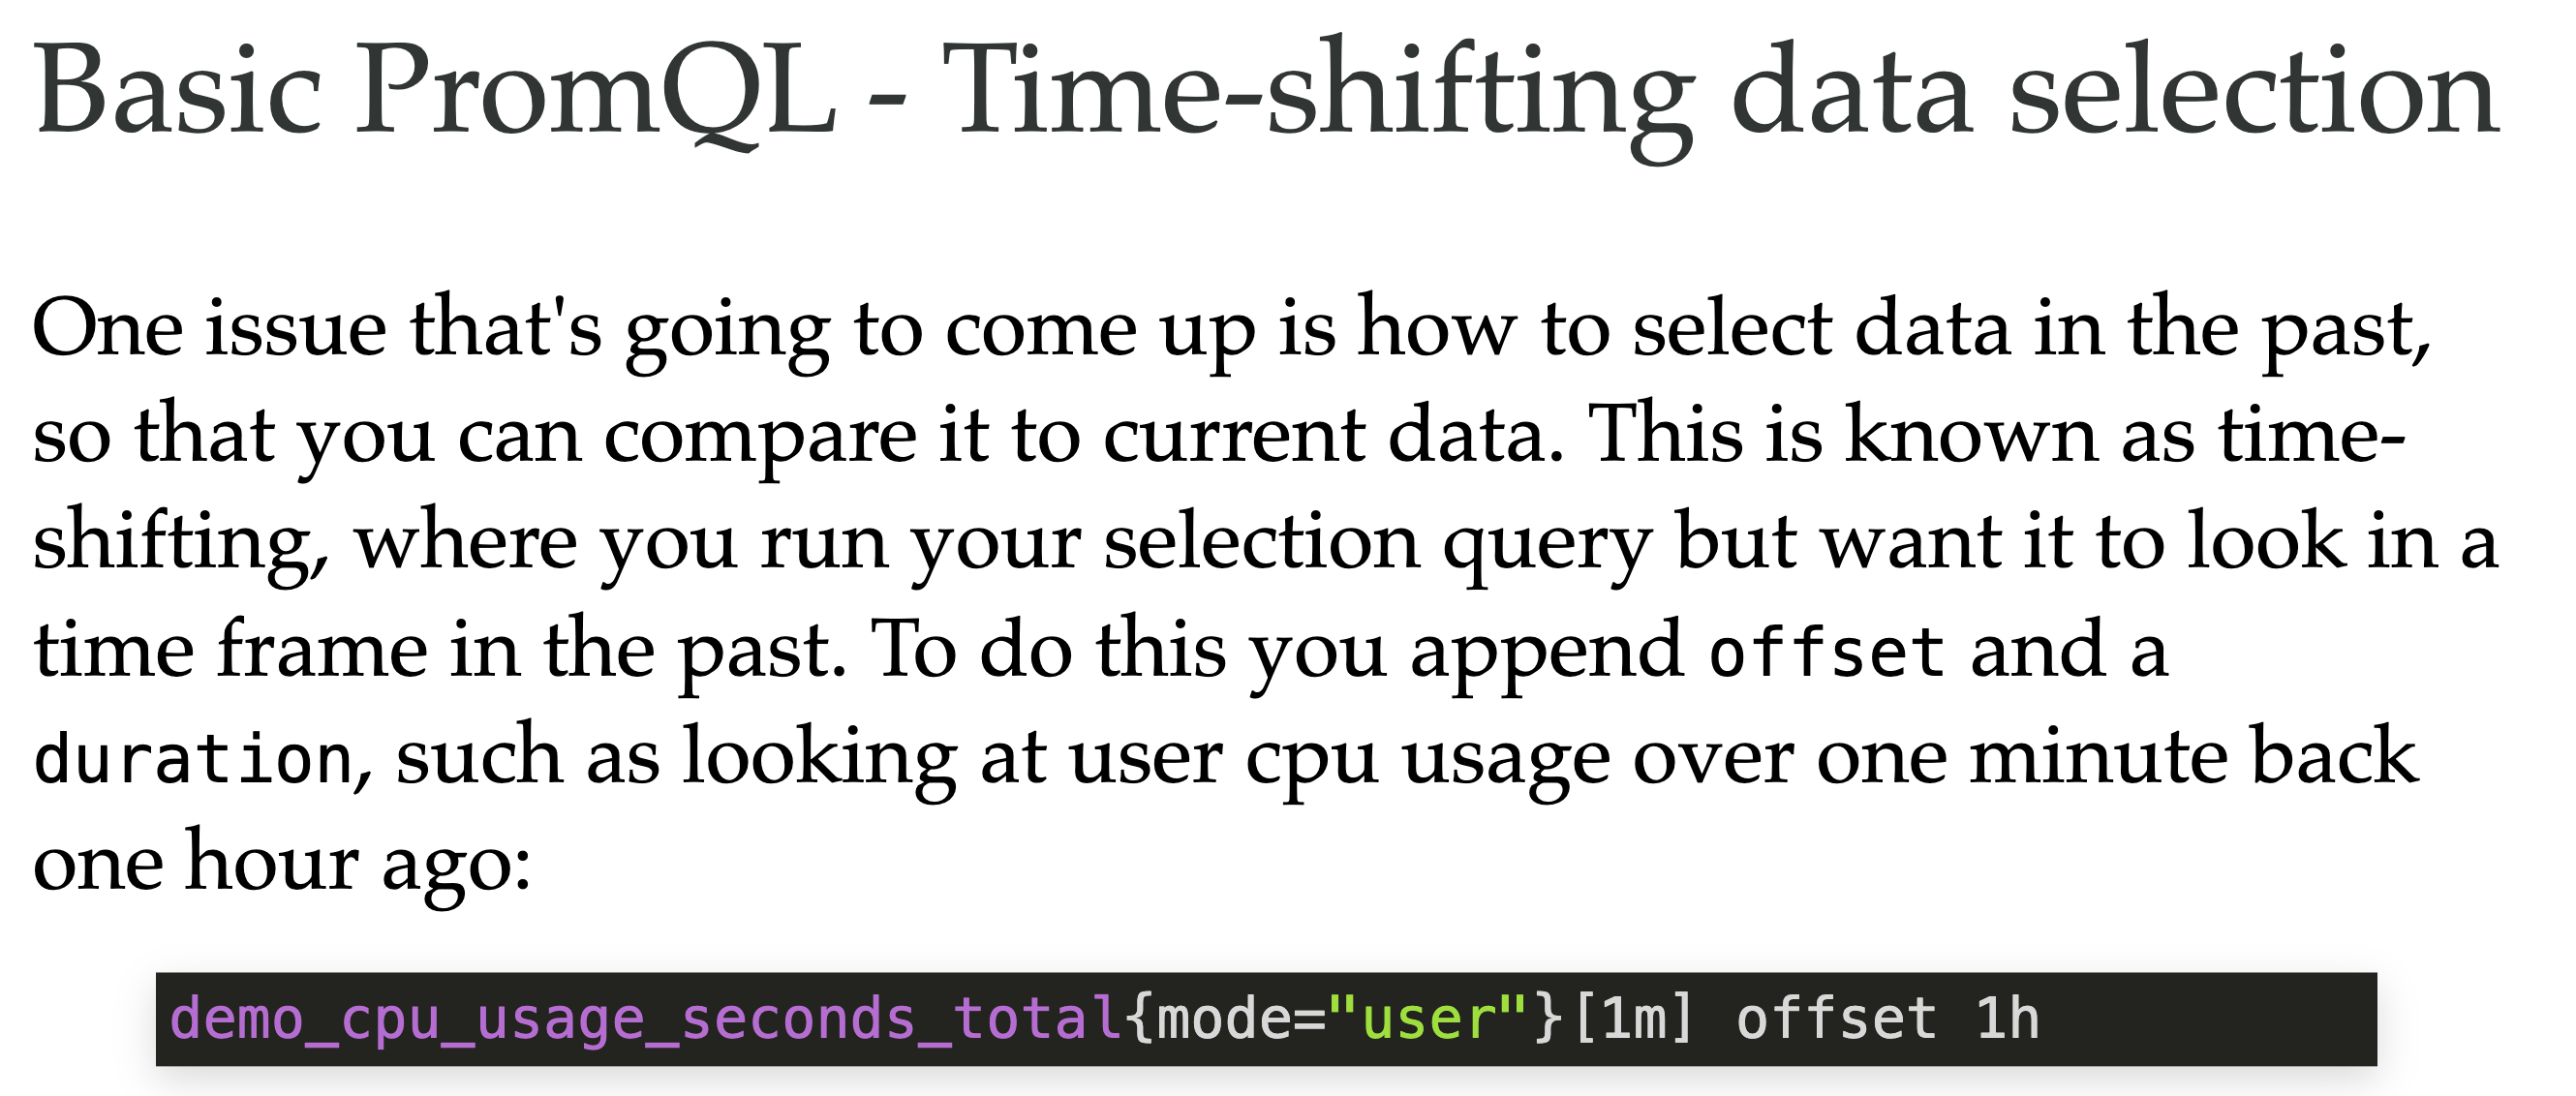 Basic PromQL - Time-shifting data selection
One issue that's going to come up is how to select data in the past,
so that you can compare it to current data. This is known as time-
shifting, where you run your selection query but want it to look in a
time frame in the past. To do this you append offset and a
duration, such as looking at user cpu usage over one minute back
one hour ago:
demo_cpu_usage_seconds_total{mode="user"}[1m] offset 1h